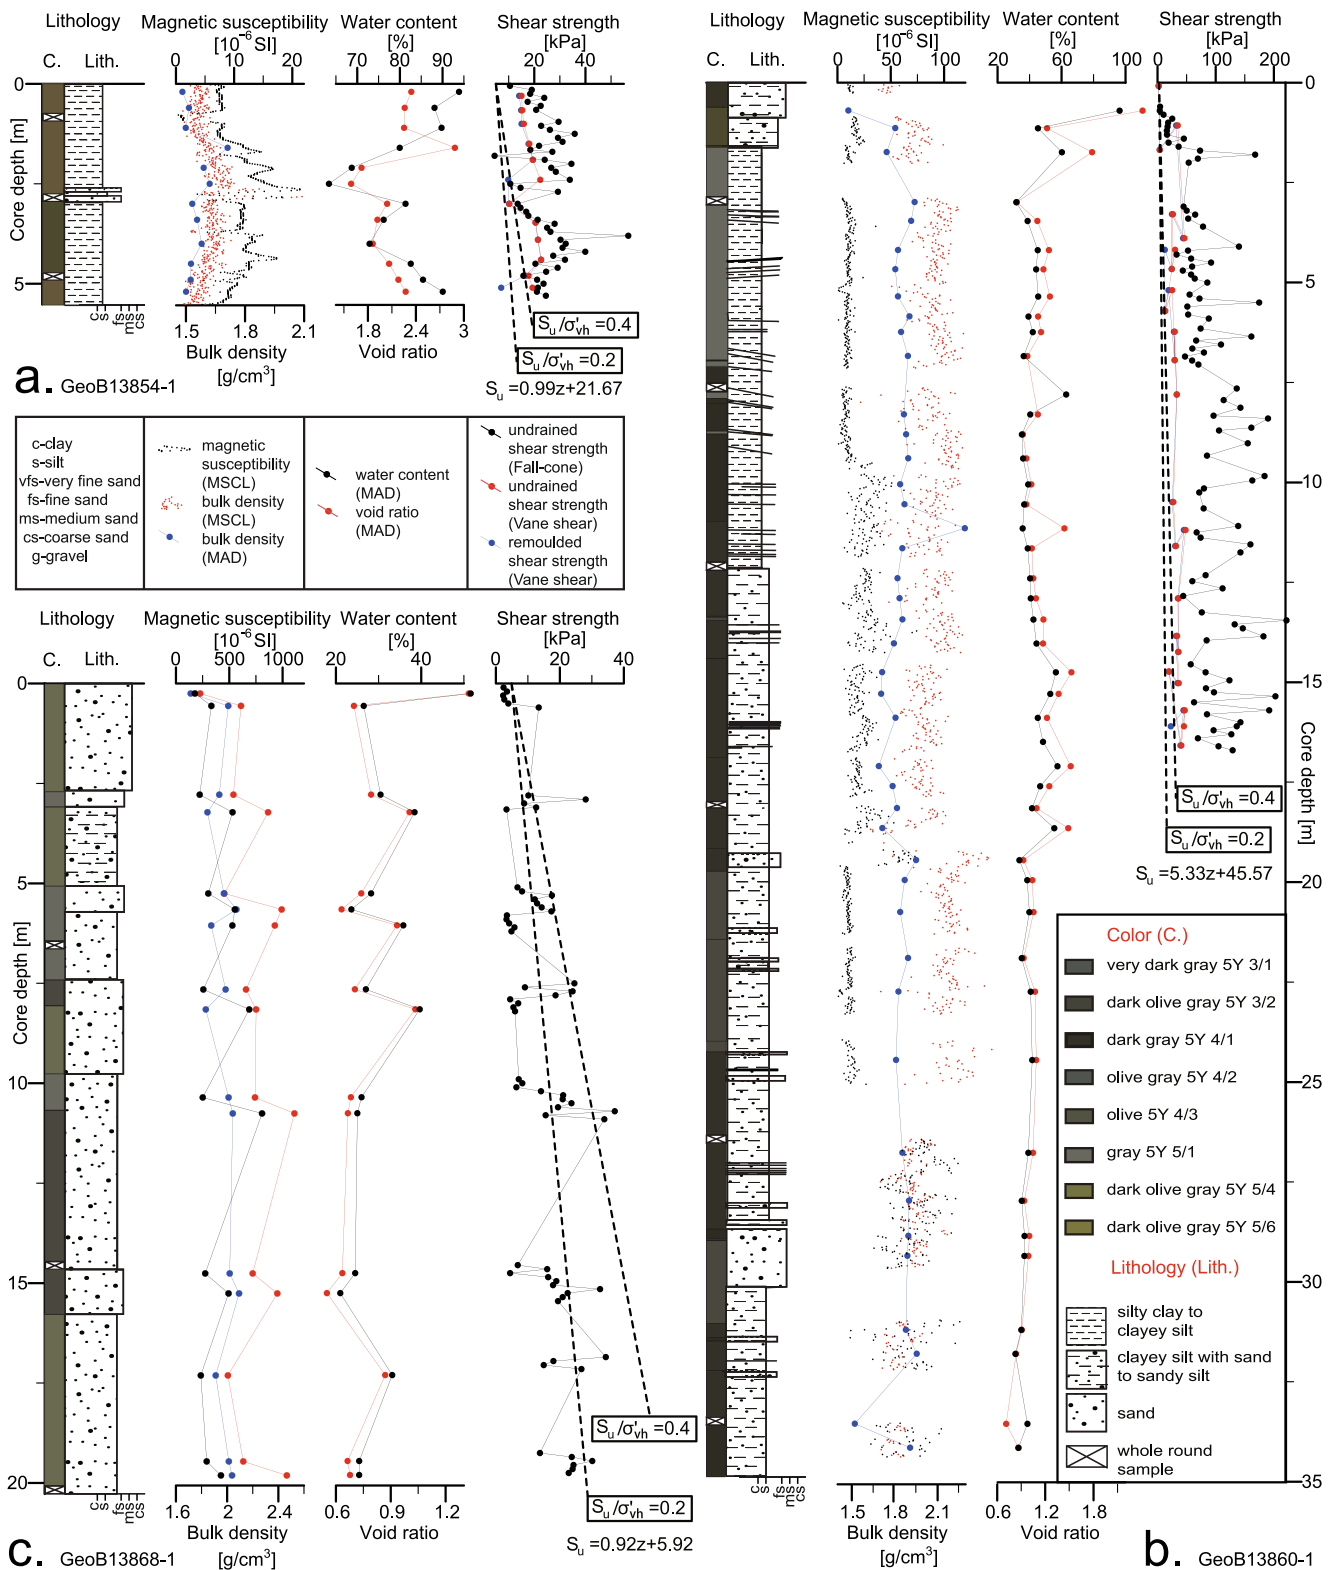 Lithology
C.
Lith.
Magnetic susceptibility
[10⁻⁶ SI]
0 10 20
Water content
[%]
70 80 90
Shear strength
[kPa]
20 40
0
5
Core depth [m]
c s fs ms cs
1.5 1.8 2.1
Bulk density
[g/cm³]
1.8 2.4 3
Void ratio
Su/σ'vh=0.4
Su/σ'vh=0.2
Su=0.99z+21.67
a. GeoB13854-1
c-clay
s-silt
vfs-very fine sand
fs-fine sand
ms-medium sand
cs-coarse sand
g-gravel
magnetic
susceptibility
(MSCL)
bulk density
(MSCL)
bulk density
(MAD)
water content
(MAD)
void ratio
(MAD)
undrained
shear strength
(Fall-cone)
undrained
shear strength
(Vane shear)
remoulded
shear strength
(Vane shear)
Lithology
C.
Lith.
Magnetic susceptibility
[10⁻⁶ SI]
0 500 1000
Water content
[%]
20 40
Shear strength
[kPa]
0 20 40
0
5
10
15
20
Core depth [m]
c s fs ms cs
1.6 2 2.4
Bulk density
[g/cm³]
0.6 0.9 1.2
Void ratio
Su/σ'vh=0.4
Su/σ'vh=0.2
Su=0.92z+5.92
c. GeoB13868-1
Lithology
C.
Lith.
Magnetic susceptibility
[10⁻⁶ SI]
0 50 100
Water content
[%]
20 60 100
Shear strength
[kPa]
0 100 200
0
5
10
15
20
25
30
35
Core depth [m]
Su/σ'vh=0.4
Su/σ'vh=0.2
Su=5.33z+45.57
Color (C.)
very dark gray 5Y 3/1
dark olive gray 5Y 3/2
dark gray 5Y 4/1
olive gray 5Y 4/2
olive 5Y 4/3
gray 5Y 5/1
dark olive gray 5Y 5/4
dark olive gray 5Y 5/6
Lithology (Lith.)
silty clay to
clayey silt
clayey silt with sand
to sandy silt
sand
whole round
sample
c s fs ms cs
1.5 1.8 2.1
Bulk density
[g/cm³]
0.6 1.2 1.8
Void ratio
b. GeoB13860-1